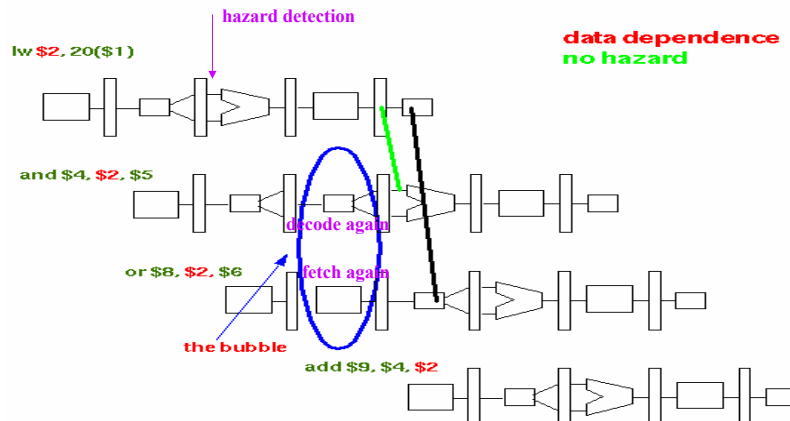 hazard detection
data dependence
no hazard
lw $2, 20($1)
and $4, $2, $5
decode again
fetch again
or $8, $2, $6
the bubble
add $9, $4, $2